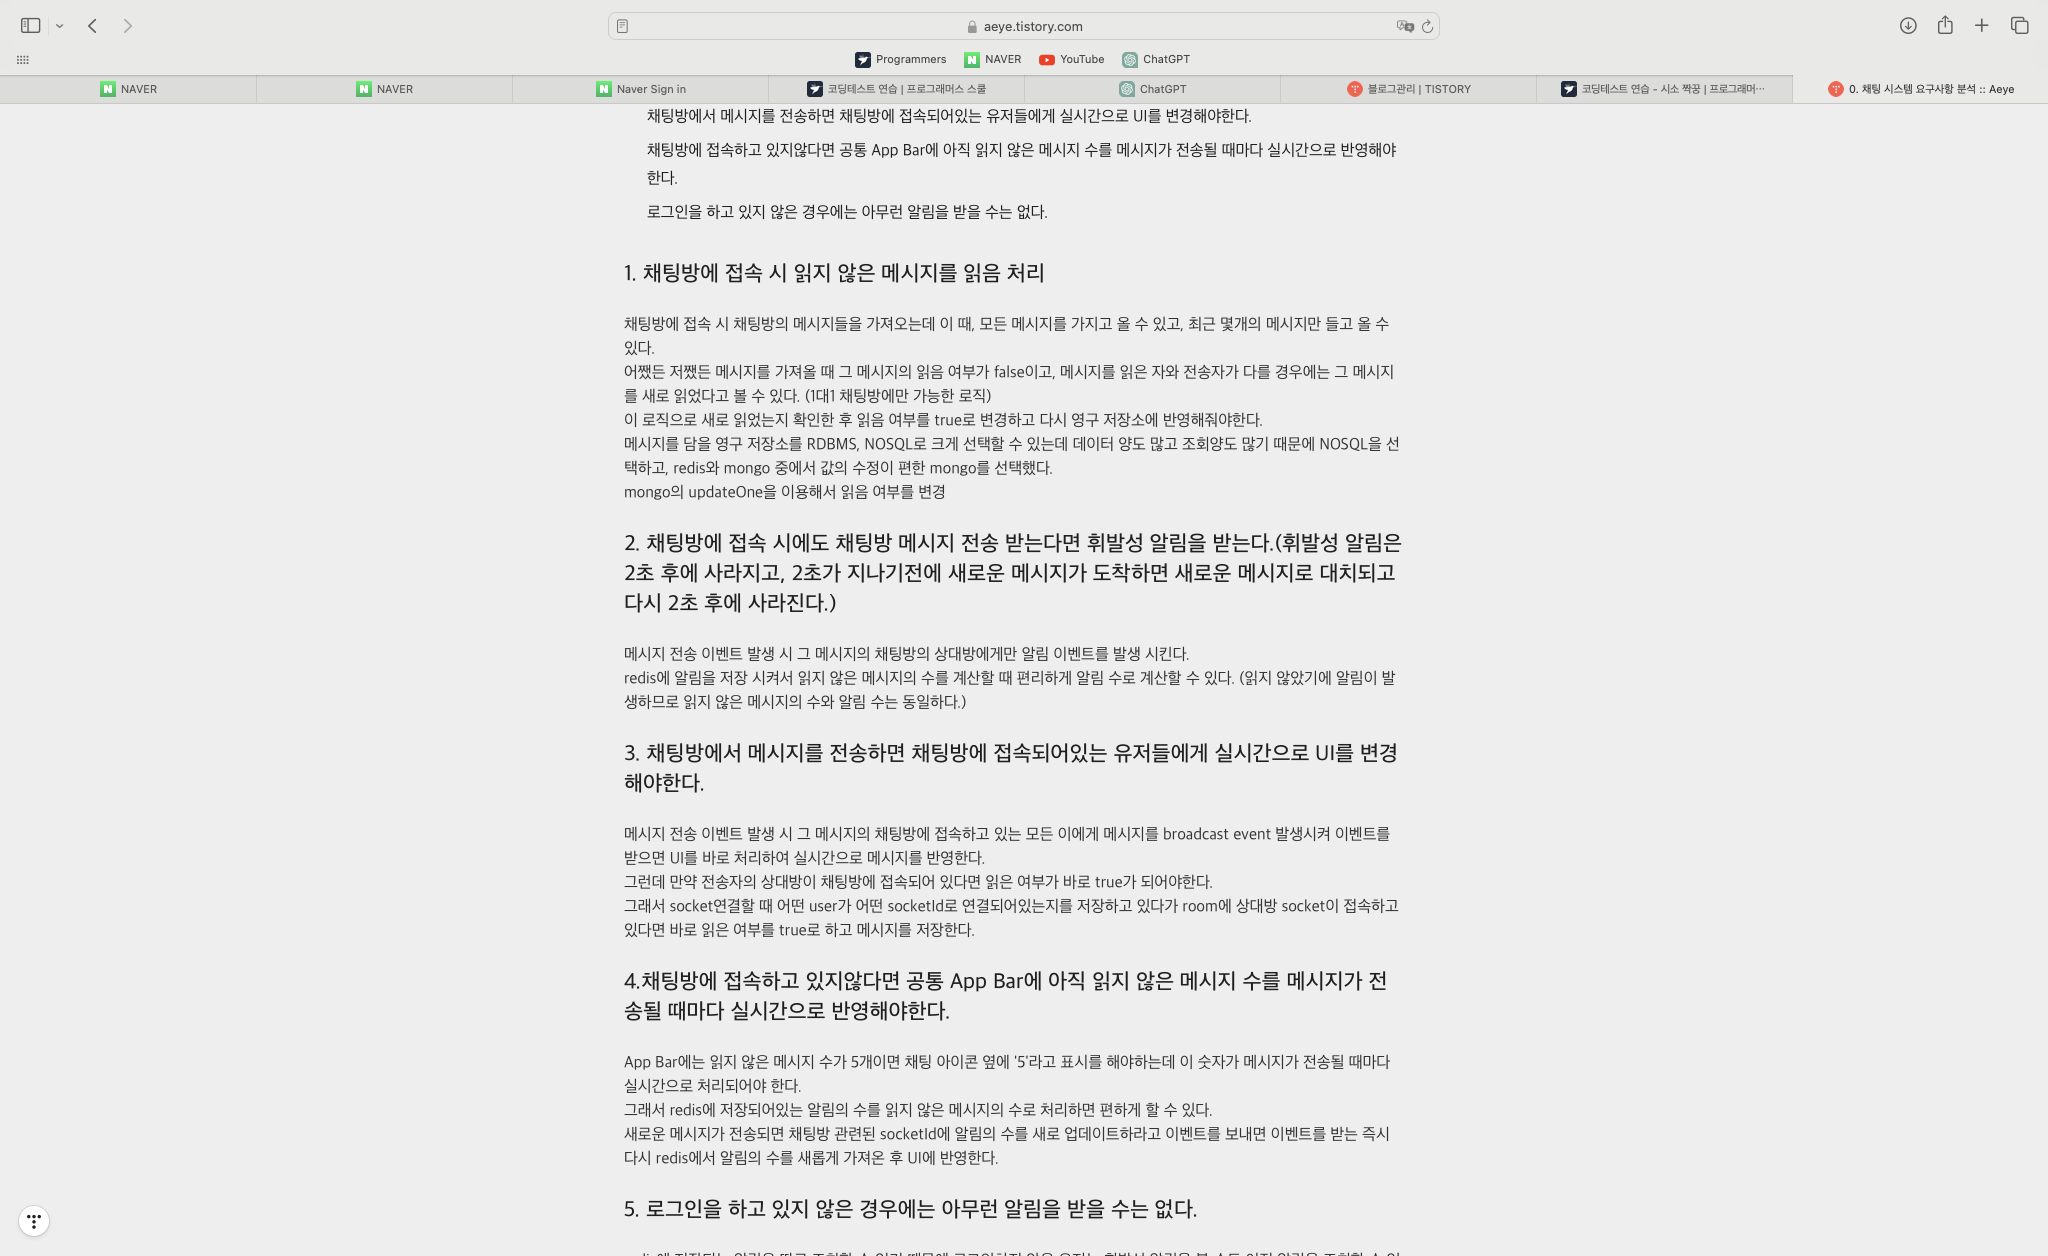 aeye.tistory.com
Programmers NAVER YouTube ChatGPT
NAVER
NAVER
Naver Sign in
코딩테스트 연습 | 프로그래머스 스쿨
ChatGPT
블로그관리 | TISTORY
코딩테스트 연습 - 시소 짝꿍 | 프로그래머…
0. 채팅 시스템 요구사항 분석 :: Aeye
채팅방에서 메시지를 전송하면 채팅방에 접속되어있는 유저들에게 실시간으로 UI를 변경해야한다.
채팅방에 접속하고 있지않다면 공통 App Bar에 아직 읽지 않은 메시지 수를 메시지가 전송될 때마다 실시간으로 반영해야
한다.
로그인을 하고 있지 않은 경우에는 아무런 알림을 받을 수는 없다.
1. 채팅방에 접속 시 읽지 않은 메시지를 읽음 처리
채팅방에 접속 시 채팅방의 메시지들을 가져오는데 이 때, 모든 메시지를 가지고 올 수 있고, 최근 몇개의 메시지만 들고 올 수
있다.
어쨌든 저쨌든 메시지를 가져올 때 그 메시지의 읽음 여부가 false이고, 메시지를 읽은 자와 전송자가 다를 경우에는 그 메시지
를 새로 읽었다고 볼 수 있다. (1대1 채팅방에만 가능한 로직)
이 로직으로 새로 읽었는지 확인한 후 읽음 여부를 true로 변경하고 다시 영구 저장소에 반영해줘야한다.
메시지를 담을 영구 저장소를 RDBMS, NOSQL로 크게 선택할 수 있는데 데이터 양도 많고 조회양도 많기 때문에 NOSQL을 선
택하고, redis와 mongo 중에서 값의 수정이 편한 mongo를 선택했다.
mongo의 updateOne을 이용해서 읽음 여부를 변경
2. 채팅방에 접속 시에도 채팅방 메시지 전송 받는다면 휘발성 알림을 받는다.(휘발성 알림은
2초 후에 사라지고, 2초가 지나기전에 새로운 메시지가 도착하면 새로운 메시지로 대치되고
다시 2초 후에 사라진다.)
메시지 전송 이벤트 발생 시 그 메시지의 채팅방의 상대방에게만 알림 이벤트를 발생 시킨다.
redis에 알림을 저장 시켜서 읽지 않은 메시지의 수를 계산할 때 편리하게 알림 수로 계산할 수 있다. (읽지 않았기에 알림이 발
생하므로 읽지 않은 메시지의 수와 알림 수는 동일하다.)
3. 채팅방에서 메시지를 전송하면 채팅방에 접속되어있는 유저들에게 실시간으로 UI를 변경
해야한다.
메시지 전송 이벤트 발생 시 그 메시지의 채팅방에 접속하고 있는 모든 이에게 메시지를 broadcast event 발생시켜 이벤트를
받으면 UI를 바로 처리하여 실시간으로 메시지를 반영한다.
그런데 만약 전송자의 상대방이 채팅방에 접속되어 있다면 읽은 여부가 바로 true가 되어야한다.
그래서 socket연결할 때 어떤 user가 어떤 socketId로 연결되어있는지를 저장하고 있다가 room에 상대방 socket이 접속하고
있다면 바로 읽은 여부를 true로 하고 메시지를 저장한다.
4.채팅방에 접속하고 있지않다면 공통 App Bar에 아직 읽지 않은 메시지 수를 메시지가 전
송될 때마다 실시간으로 반영해야한다.
App Bar에는 읽지 않은 메시지 수가 5개이면 채팅 아이콘 옆에 '5'라고 표시를 해야하는데 이 숫자가 메시지가 전송될 때마다
실시간으로 처리되어야 한다.
그래서 redis에 저장되어있는 알림의 수를 읽지 않은 메시지의 수로 처리하면 편하게 할 수 있다.
새로운 메시지가 전송되면 채팅방 관련된 socketId에 알림의 수를 새로 업데이트하라고 이벤트를 보내면 이벤트를 받는 즉시
다시 redis에서 알림의 수를 새롭게 가져온 후 UI에 반영한다.
5. 로그인을 하고 있지 않은 경우에는 아무런 알림을 받을 수는 없다.